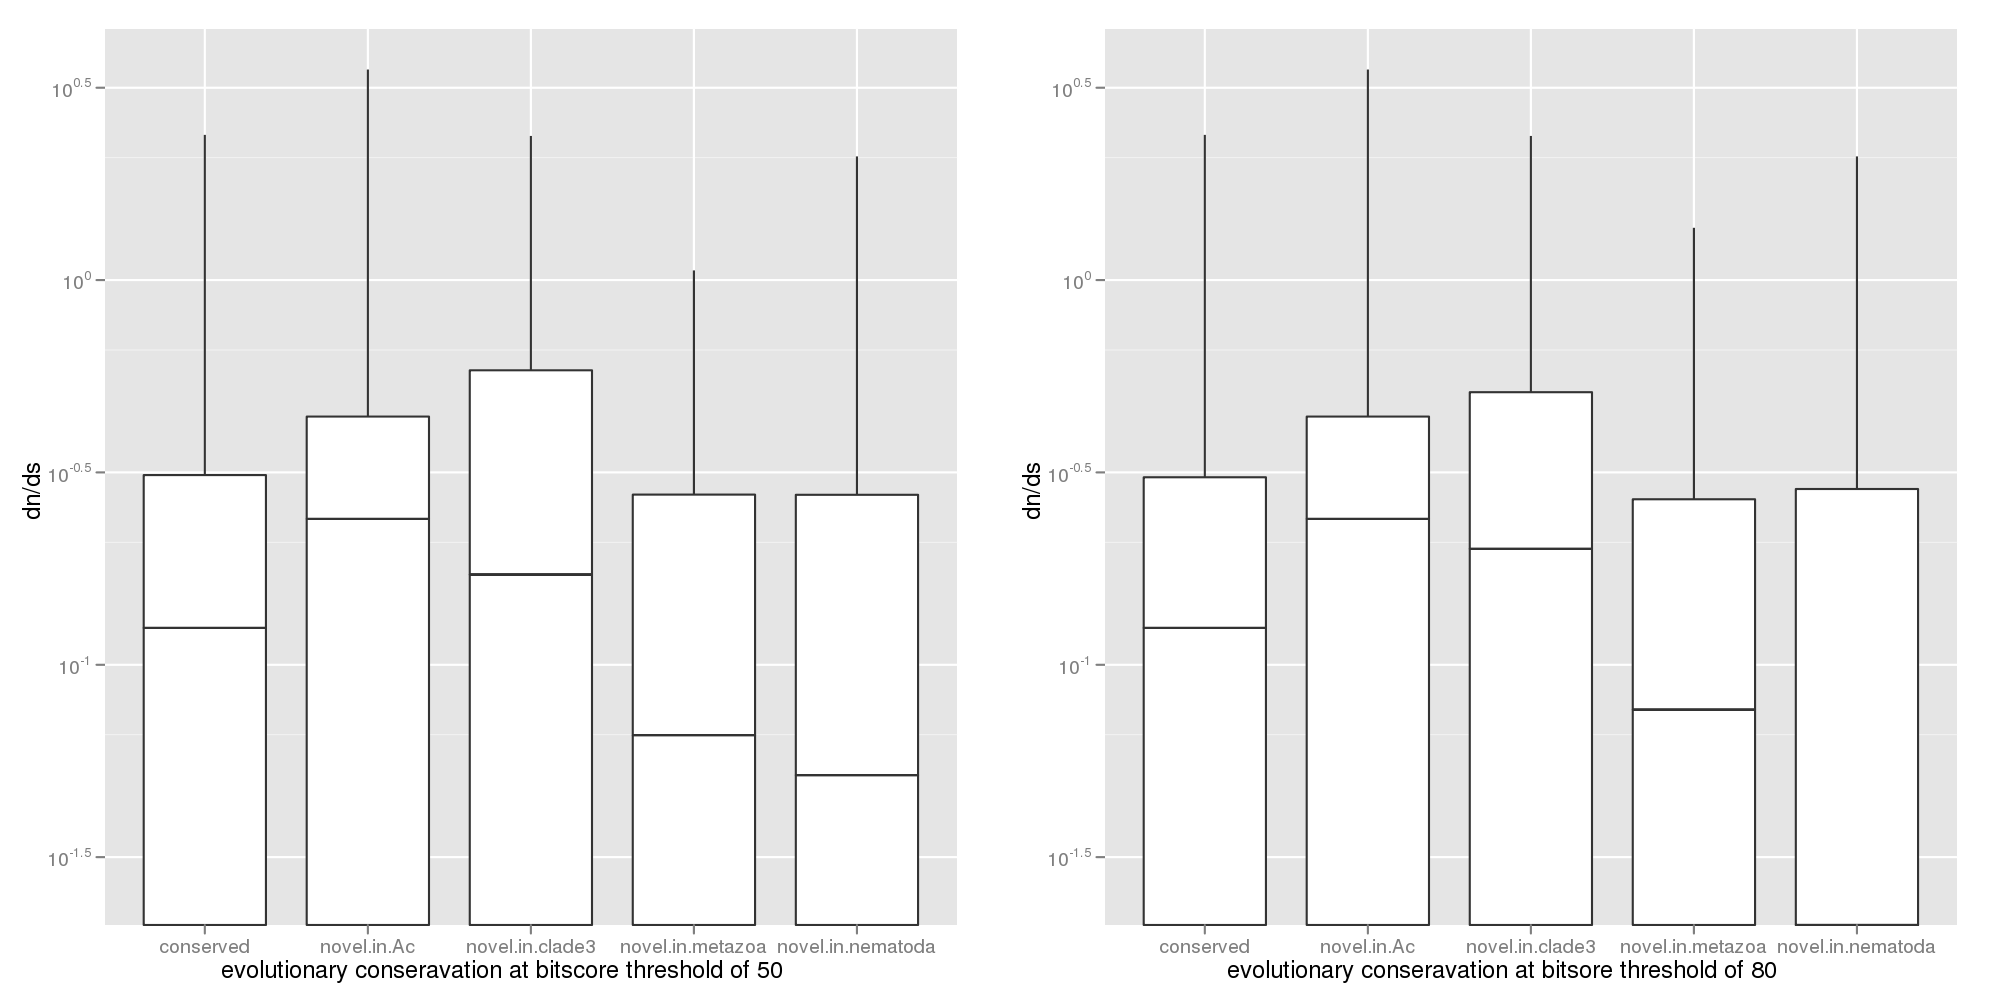 10^0.5
10^0
10^-0.5
10^-1
10^-1.5
dn/ds
conserved novel.in.Ac novel.in.clade3 novel.in.metazoa novel.in.nematoda
evolutionary conseravation at bitscore threshold of 50
10^0.5
10^0
10^-0.5
10^-1
10^-1.5
dn/ds
conserved novel.in.Ac novel.in.clade3 novel.in.metazoa novel.in.nematoda
evolutionary conseravation at bitsore threshold of 80